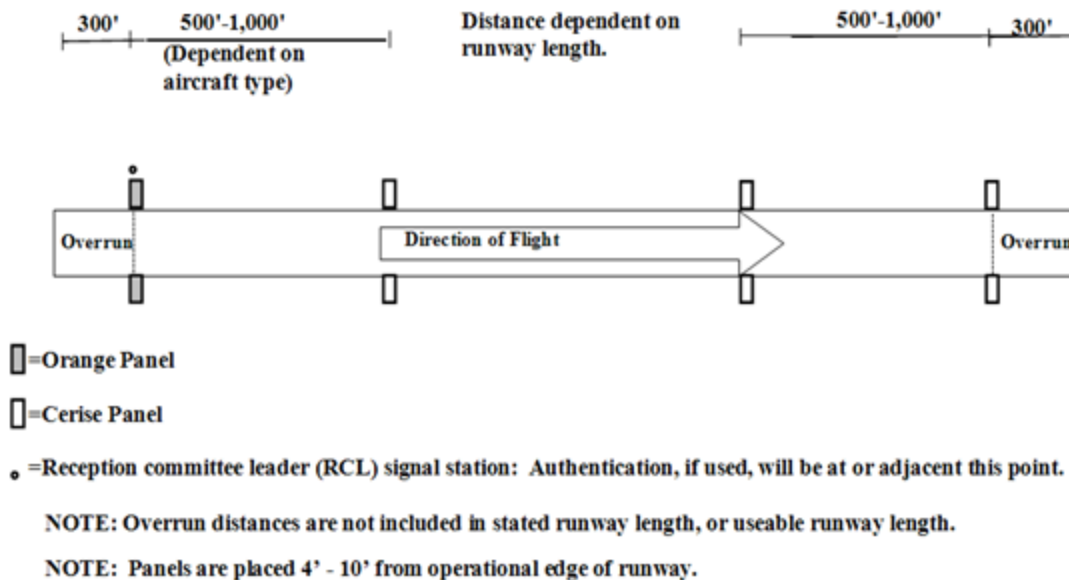 300'
500'-1,000'
(Dependent on
aircraft type)
Distance dependent on
runway length.
500'-1,000'
300'
Overrun
Direction of Flight
Overrun
=Orange Panel
=Cerise Panel
=Reception committee leader (RCL) signal station:  Authentication, if used, will be at or adjacent this point.
NOTE: Overrun distances are not included in stated runway length, or useable runway length.
NOTE:  Panels are placed 4’ - 10’ from operational edge of runway.